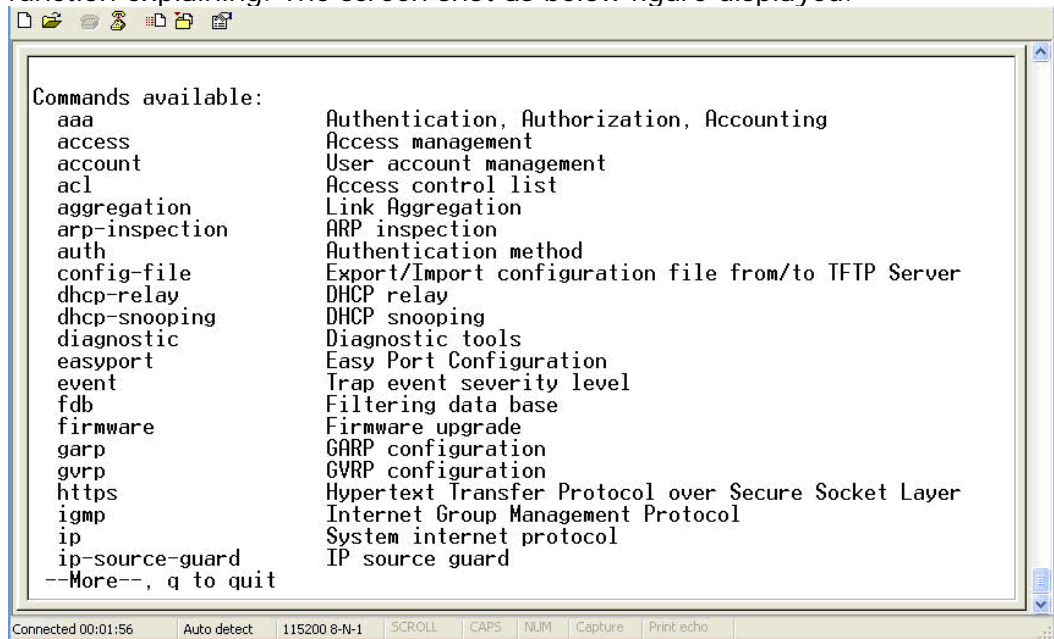 function explaining. The screen shot as below figure displayed.
Commands available:
aaa Authentication, Authorization, Accounting
access Access management
account User account management
acl Access control list
aggregation Link Aggregation
arp-inspection ARP inspection
auth Authentication method
config-file Export/Import configuration file from/to TFTP Server
dhcp-relay DHCP relay
dhcp-snooping DHCP snooping
diagnostic Diagnostic tools
easyport Easy Port Configuration
event Trap event severity level
fdb Filtering data base
firmware Firmware upgrade
garp GARP configuration
gvrp GVRP configuration
https Hypertext Transfer Protocol over Secure Socket Layer
igmp Internet Group Management Protocol
ip System internet protocol
ip-source-guard IP source guard
--More--, q to quit
Connected 00:01:56 Auto detect 115200 8-N-1 SCROLL CAPS NUM Capture Print echo